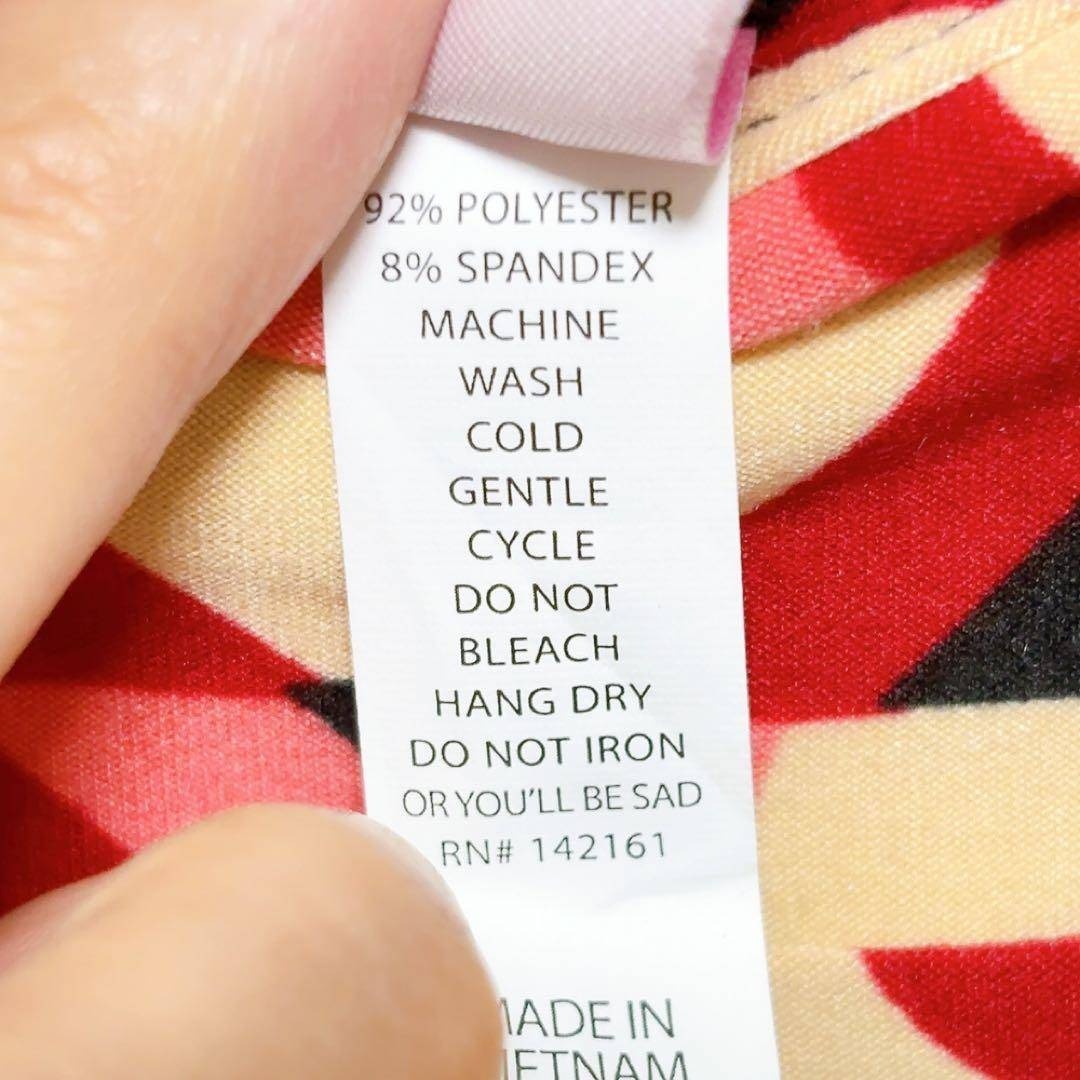 92% POLYESTER
8% SPANDEX
MACHINE
WASH
COLD
GENTLE
CYCLE
DO NOT
BLEACH
HANG DRY
DO NOT IRON
OR YOU'LL BE SAD
RN# 142161
MADE IN
VIETNAM